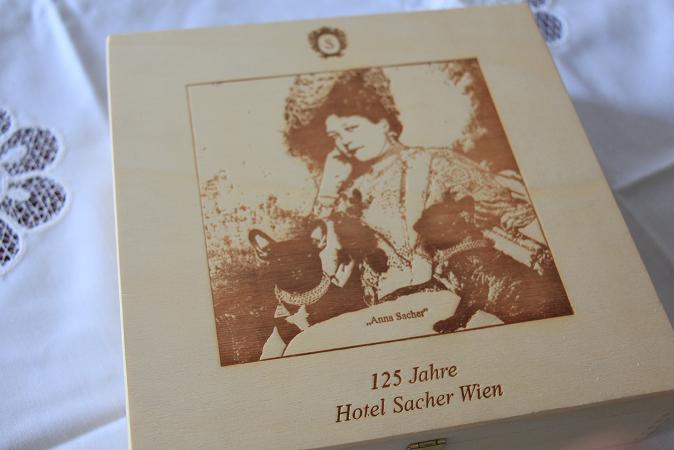 S
„Anna Sacher"
125 Jahre
Hotel Sacher Wien